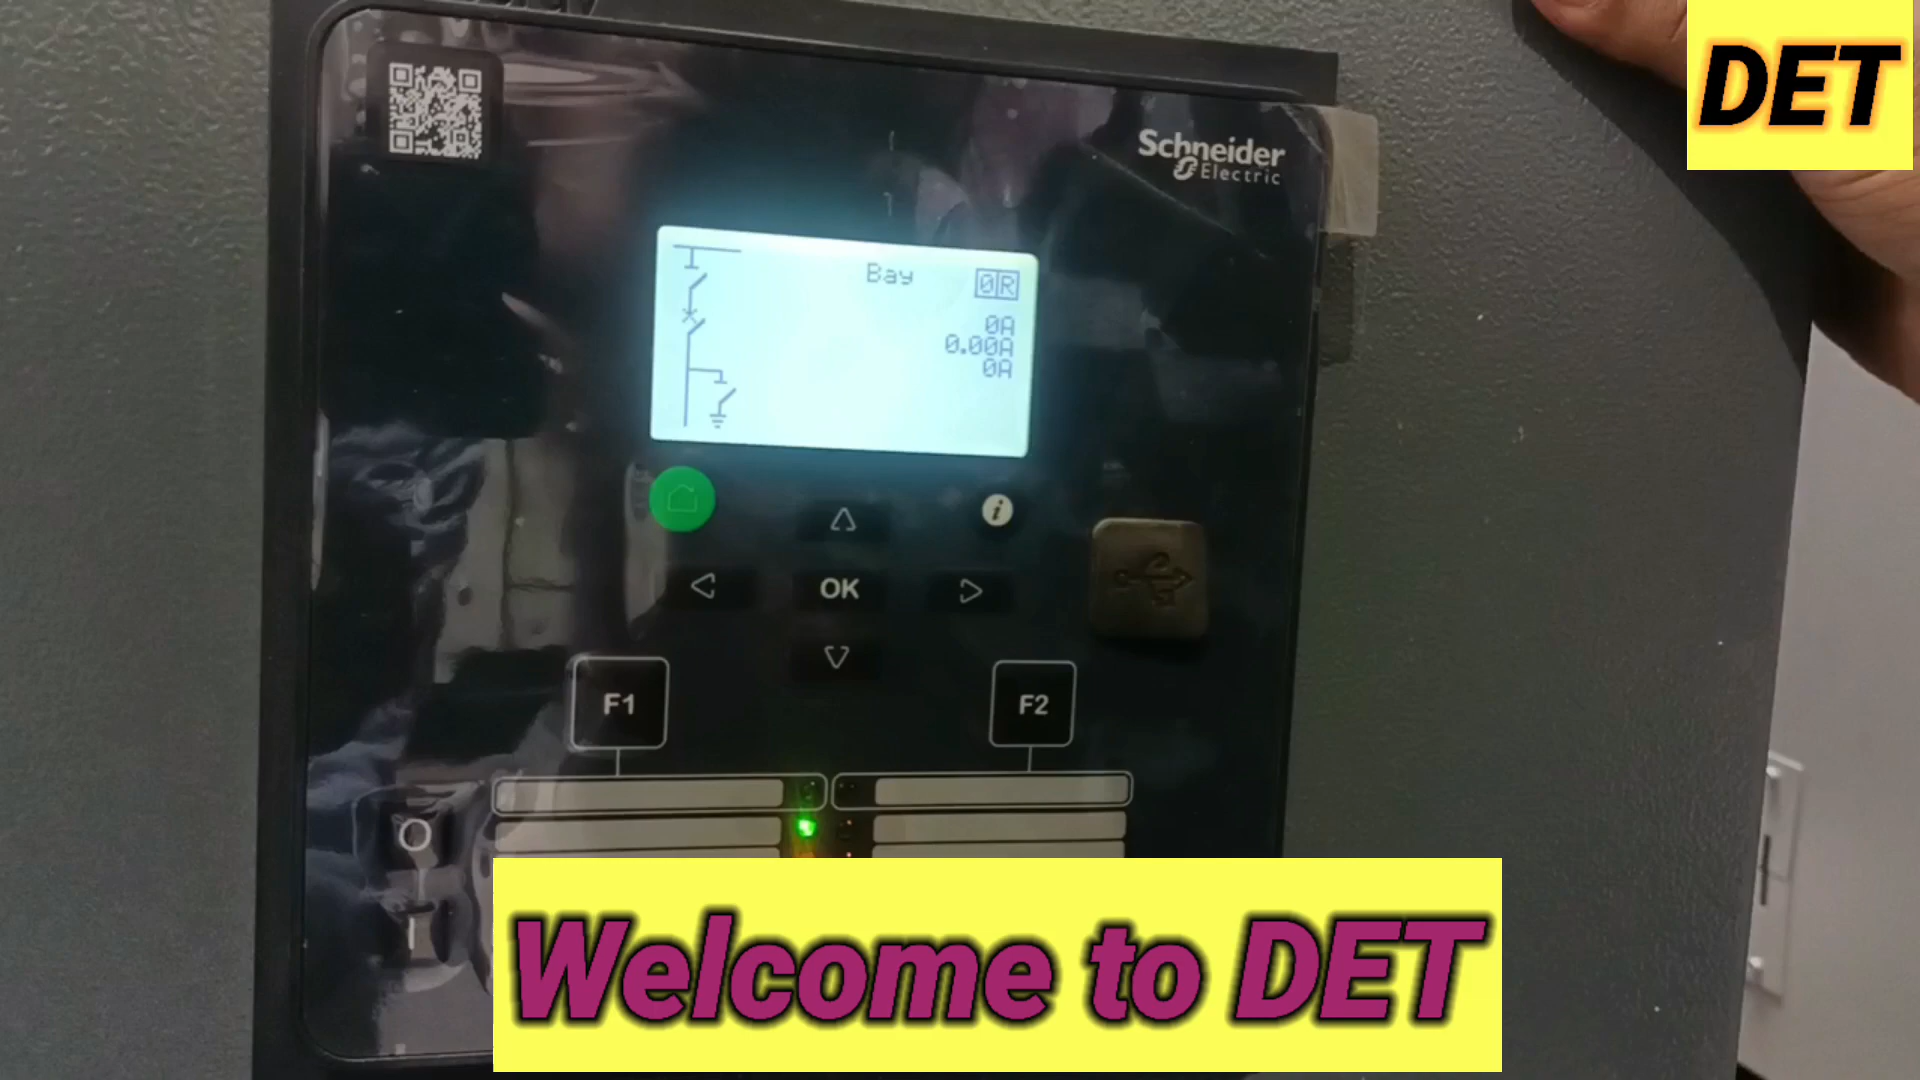 DET
Schneider
Electric
Bay
0R
0A
0.00A
0A
i
OK
F1
F2
O
I
Welcome to DET